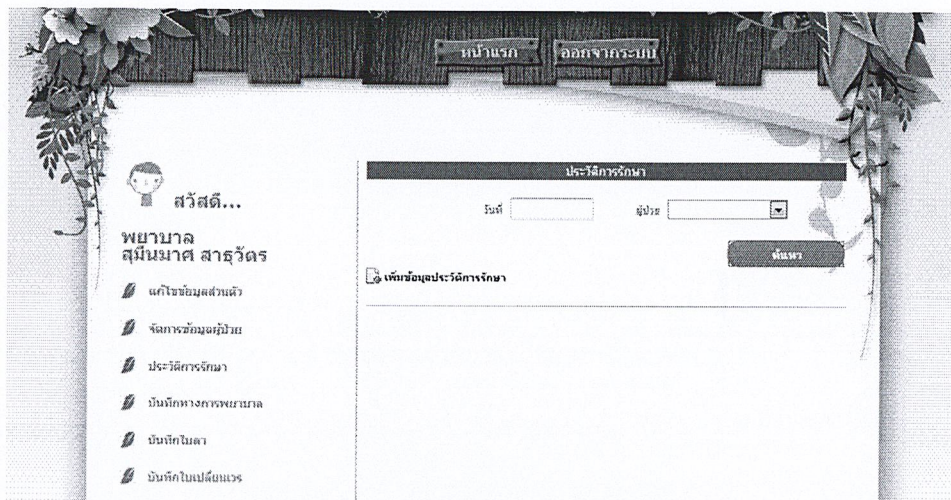 หน้าแรก ออกจากระบบ
สวัสดี...
พยาบาล
สุมีนมาศ สาธุวัตร
แก้ไขข้อมูลส่วนตัว
จัดการข้อมูลผู้ป่วย
ประวัติการรักษา
บันทึกทางการพยาบาล
บันทึกใบลา
บันทึกใบเปลี่ยนเวร
ประวัติการรักษา
วันที่ ผู้ป่วย
ค้นหา
เพิ่มข้อมูลประวัติการรักษา